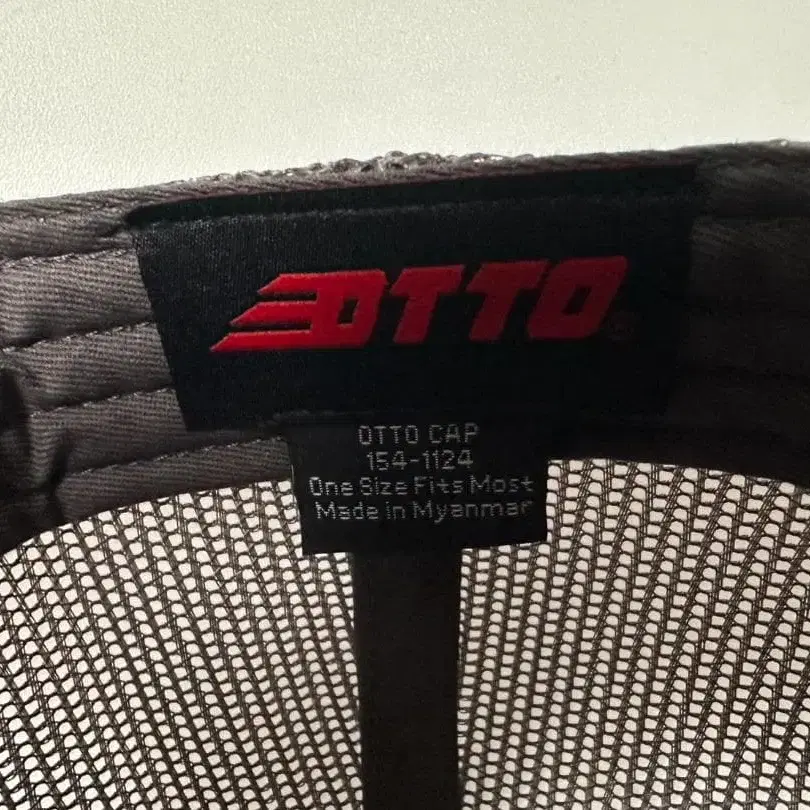 OTTO®
OTTO CAP
154-1124
One Size Fits Most
Made in Myanmar